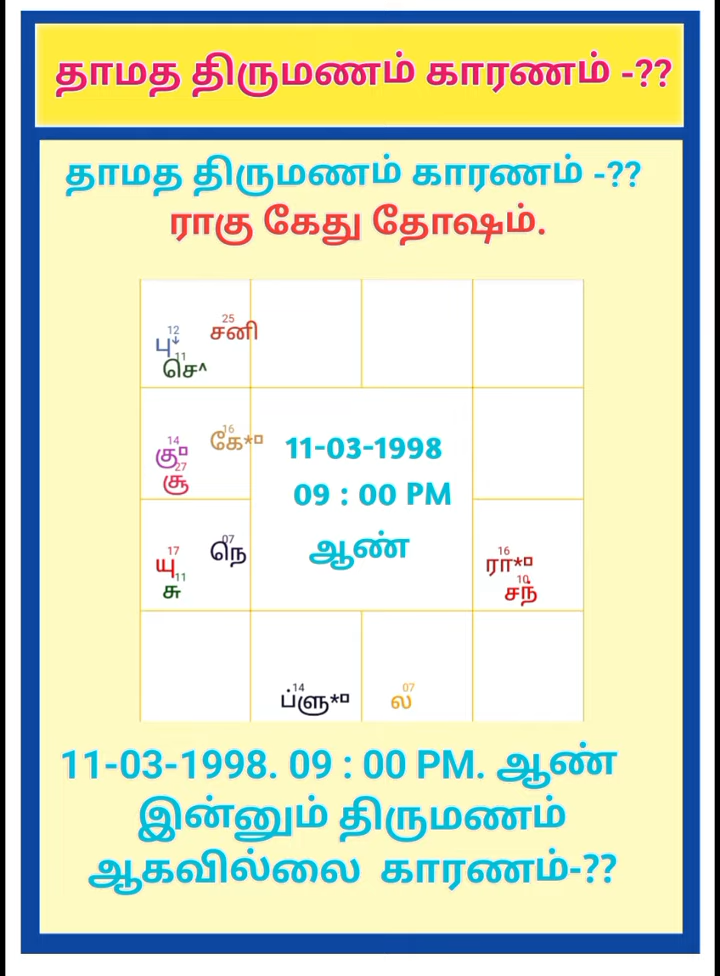 தாமத திருமணம் காரணம் -??
தாமத திருமணம் காரணம் -??
ராகு கேது தோஷம்.
12 25
பு↓ சனி
11
செ^
14 16
கு¤ கே*¤
27
சூ
11-03-1998
09 : 00 PM
ஆண்
17 07
யு நெ
11
சு
16
ரா*¤
10
சந்
14
ப்ளு*¤
07
ல
11-03-1998. 09 : 00 PM. ஆண்
இன்னும் திருமணம்
ஆகவில்லை காரணம்-??